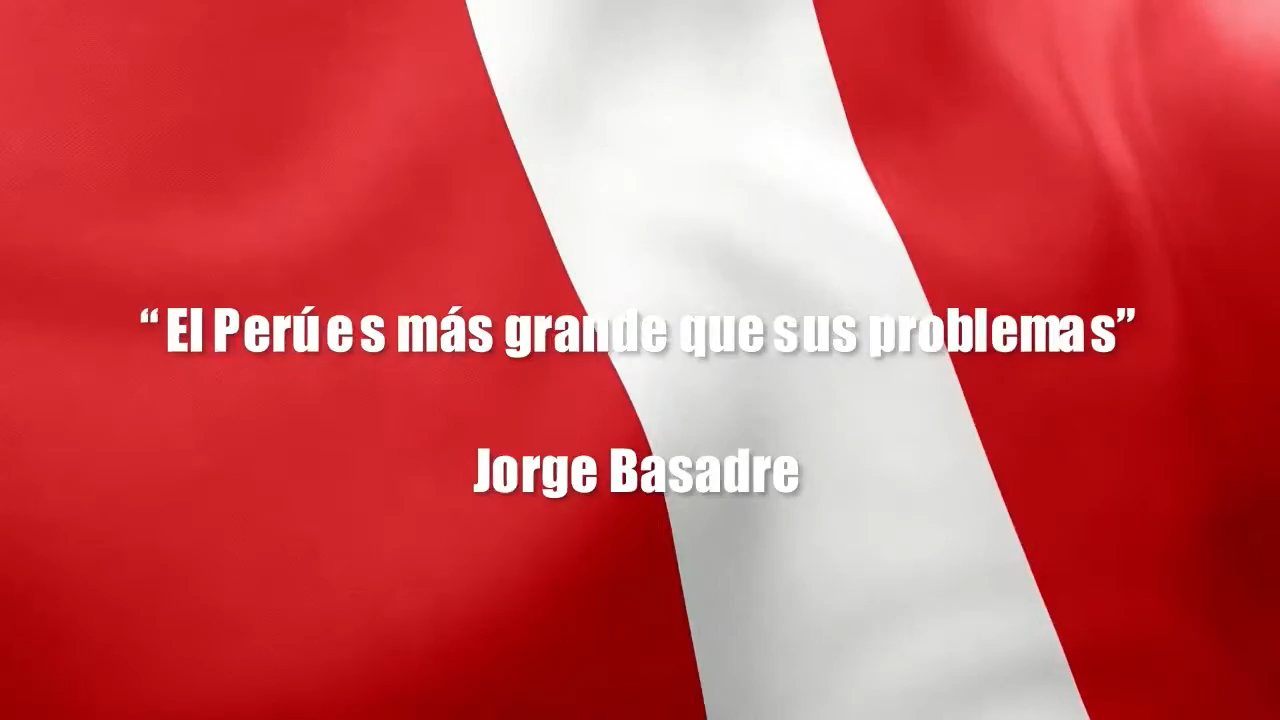 “El Perú es más grande que sus problemas”
Jorge Basadre